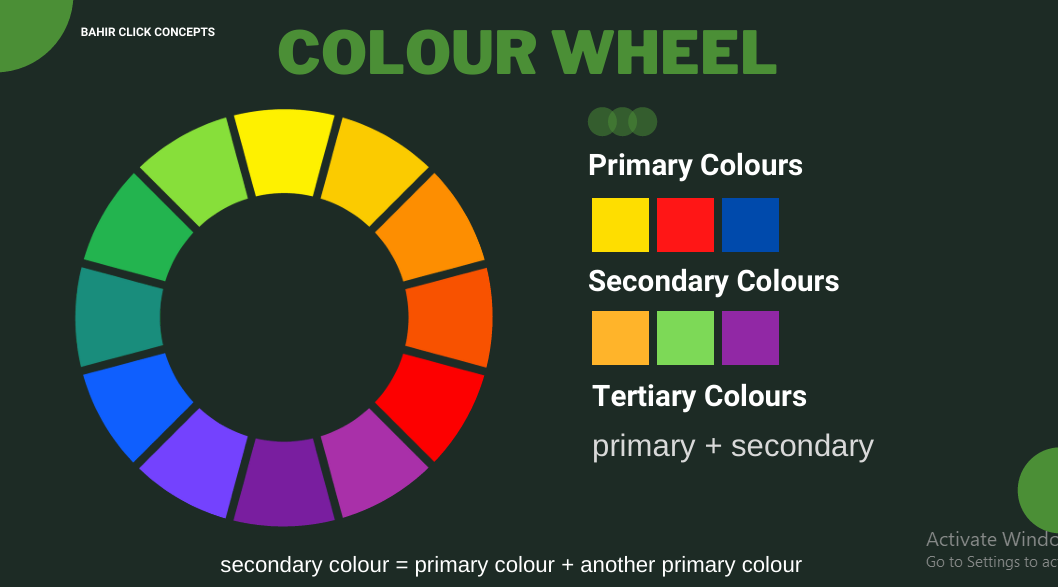 BAHIR CLICK CONCEPTS
COLOUR WHEEL
Primary Colours
Secondary Colours
Tertiary Colours
primary + secondary
Activate Windo
Go to Settings to ac
secondary colour = primary colour + another primary colour